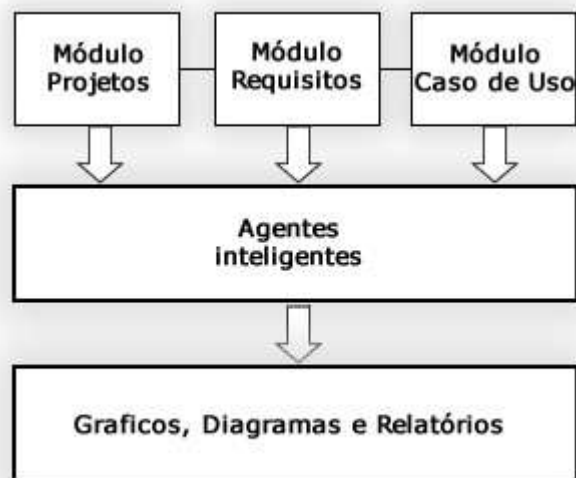 Módulo
Projetos
Módulo
Requisitos
Módulo
Caso de Uso
Agentes
inteligentes
Graficos, Diagramas e Relatórios